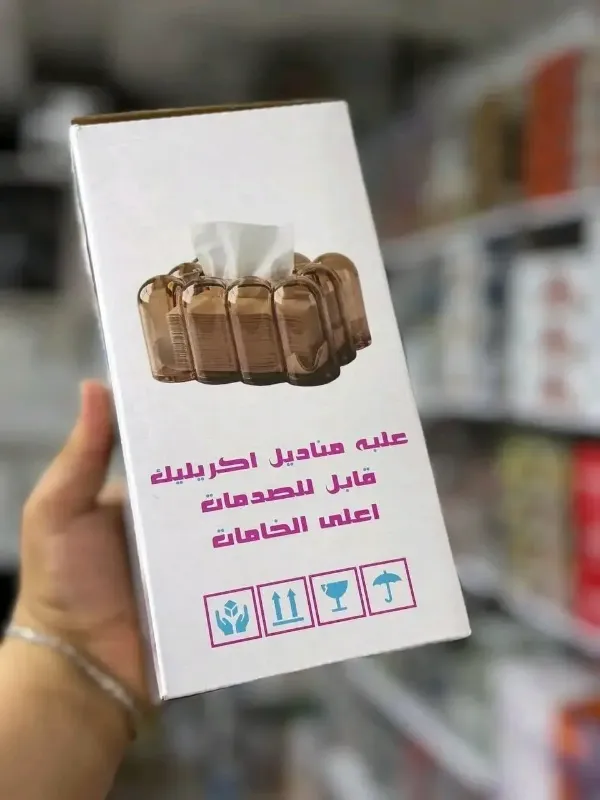 علبه مناديل اكريليك
قابل للصدمات
اعلى الخامات